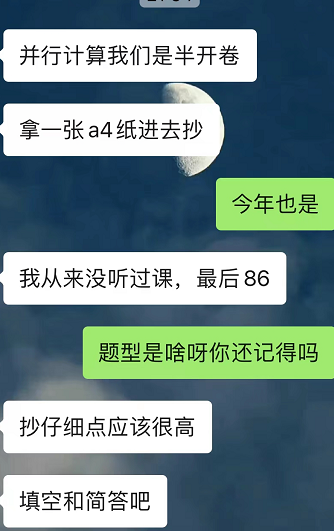 并行计算我们是半开卷
拿一张a4纸进去抄
今年也是
我从来没听过课，最后86
题型是啥呀你还记得吗
抄仔细点应该很高
填空和简答吧